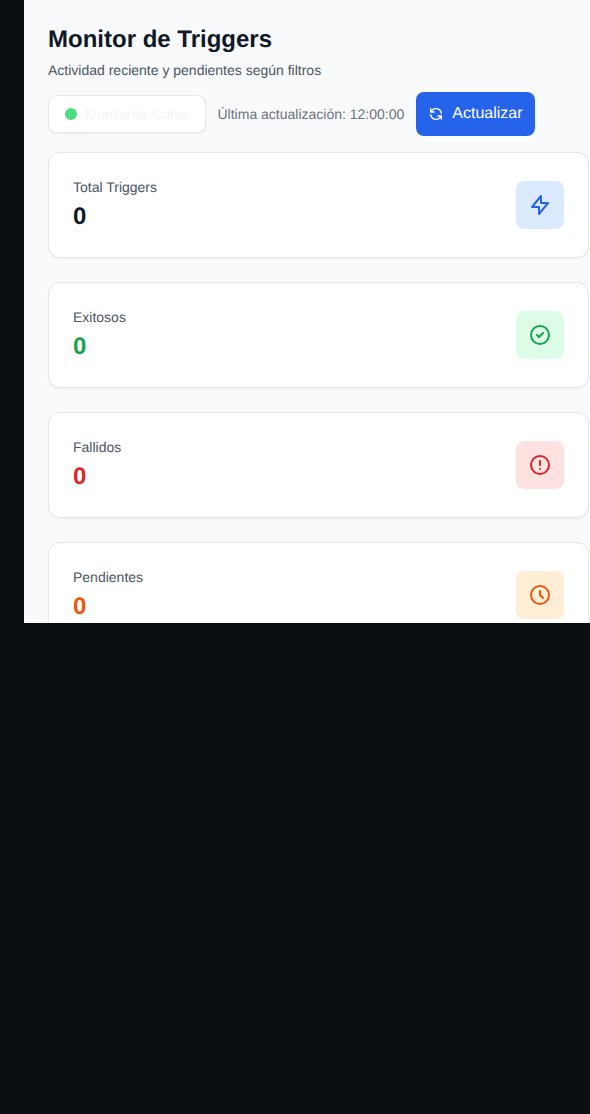 Monitor de Triggers
Actividad reciente y pendientes según filtros
Monitoreo Activo
Última actualización: 12:00:00
Actualizar
Total Triggers
0
Exitosos
0
Fallidos
0
Pendientes
0